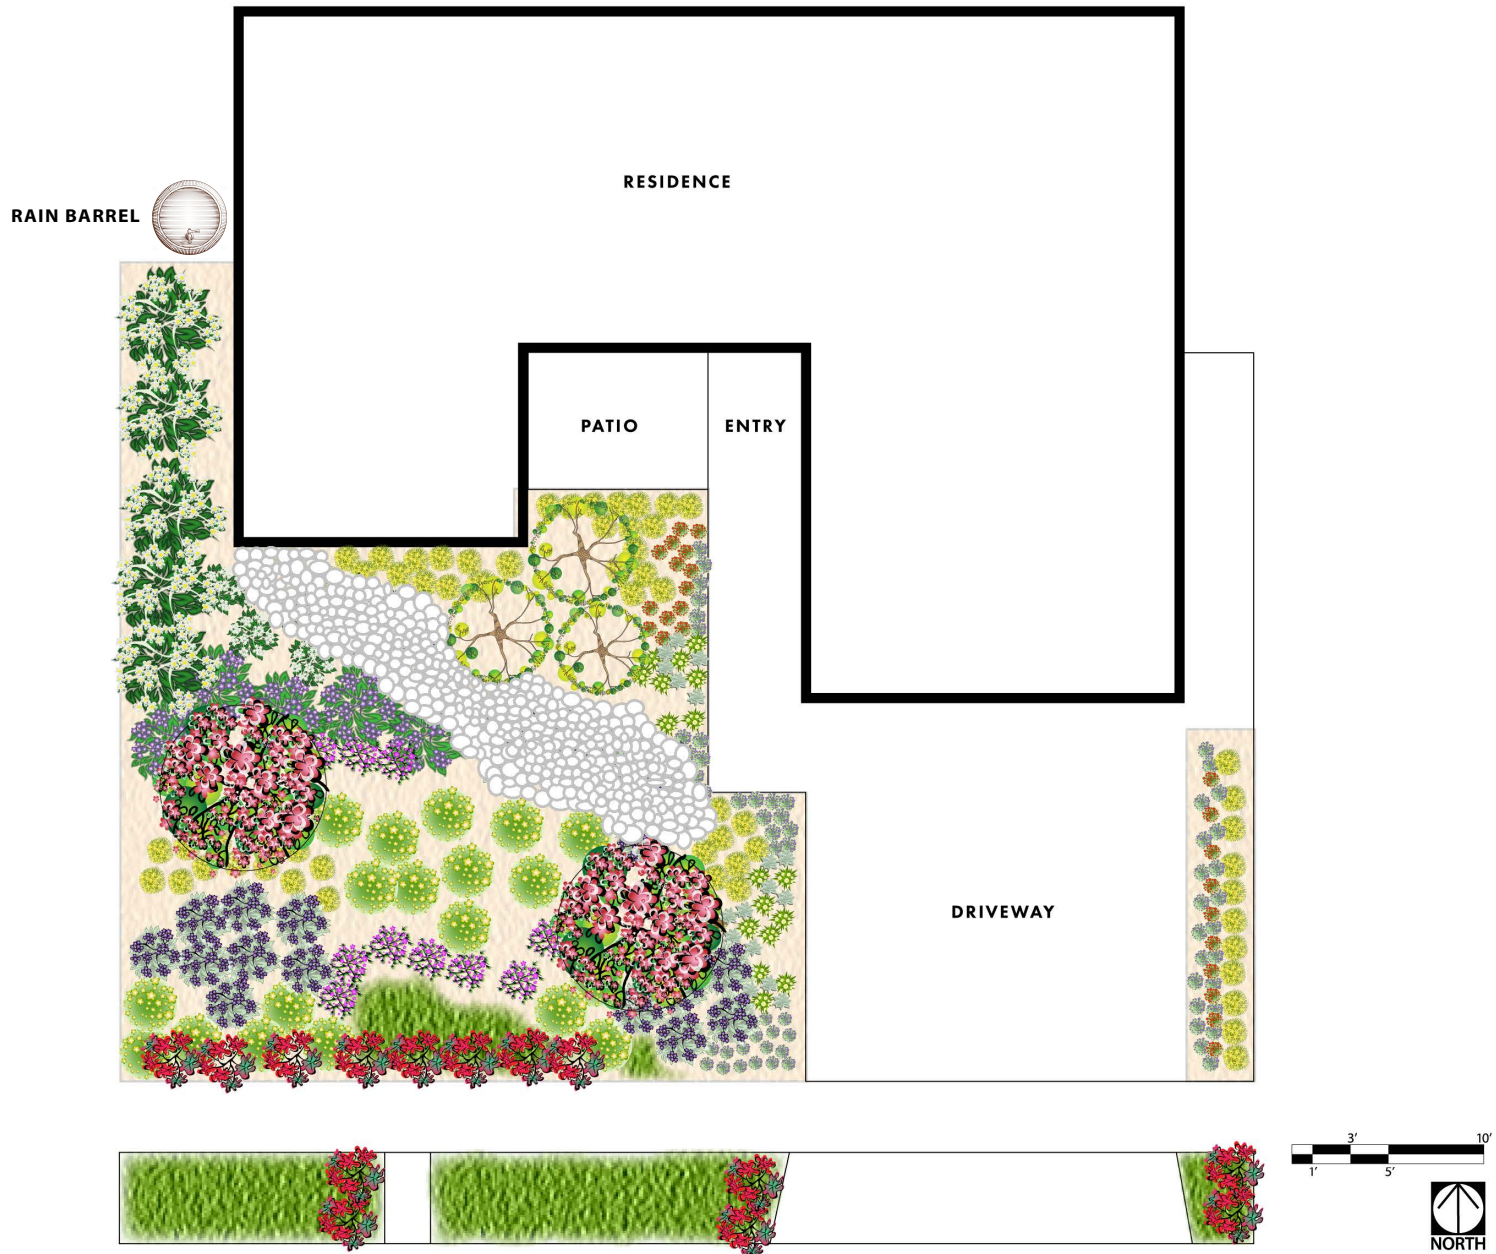 RESIDENCE
RAIN BARREL
PATIO
ENTRY
DRIVEWAY
3' 10'
1' 5'
NORTH